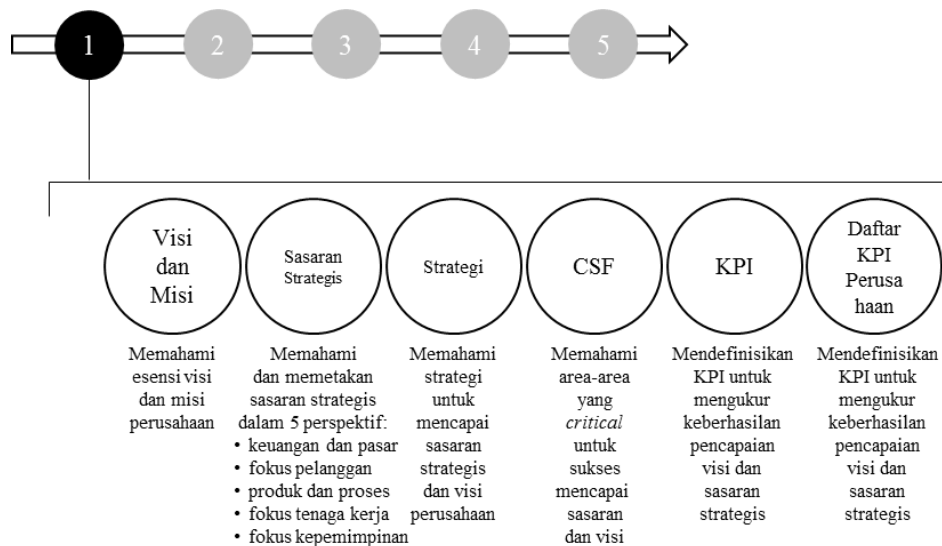 1
2
3
4
5
Visi
dan
Misi
Sasaran
Strategis
Strategi
CSF
KPI
Daftar
KPI
Perusa
haan
Memahami
esensi visi
dan misi
perusahaan
Memahami
dan memetakan
sasaran strategis
dalam 5 perspektif:
• keuangan dan pasar
• fokus pelanggan
• produk dan proses
• fokus tenaga kerja
• fokus kepemimpinan
Memahami
strategi
untuk
mencapai
sasaran
strategis
dan visi
perusahaan
Memahami
area-area
yang
critical
untuk
sukses
mencapai
sasaran
dan visi
Mendefinisikan
KPI untuk
mengukur
keberhasilan
pencapaian
visi dan
sasaran
strategis
Mendefinisikan
KPI untuk
mengukur
keberhasilan
pencapaian
visi dan
sasaran
strategis